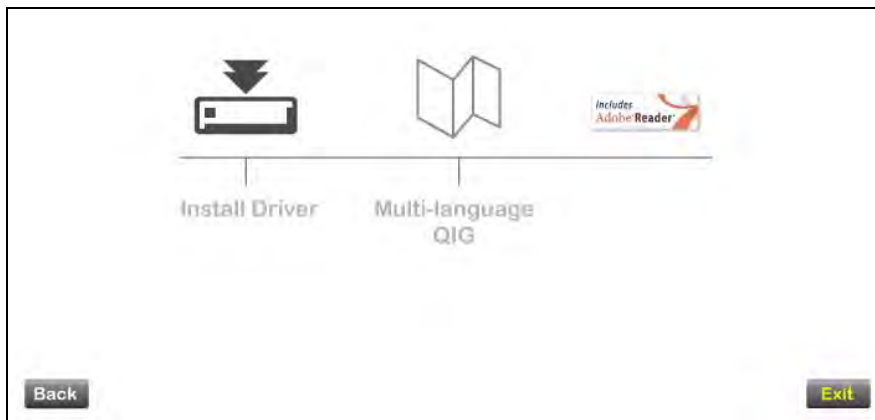 Includes
Adobe Reader
Install Driver
Multi-language
QIG
Back
Exit